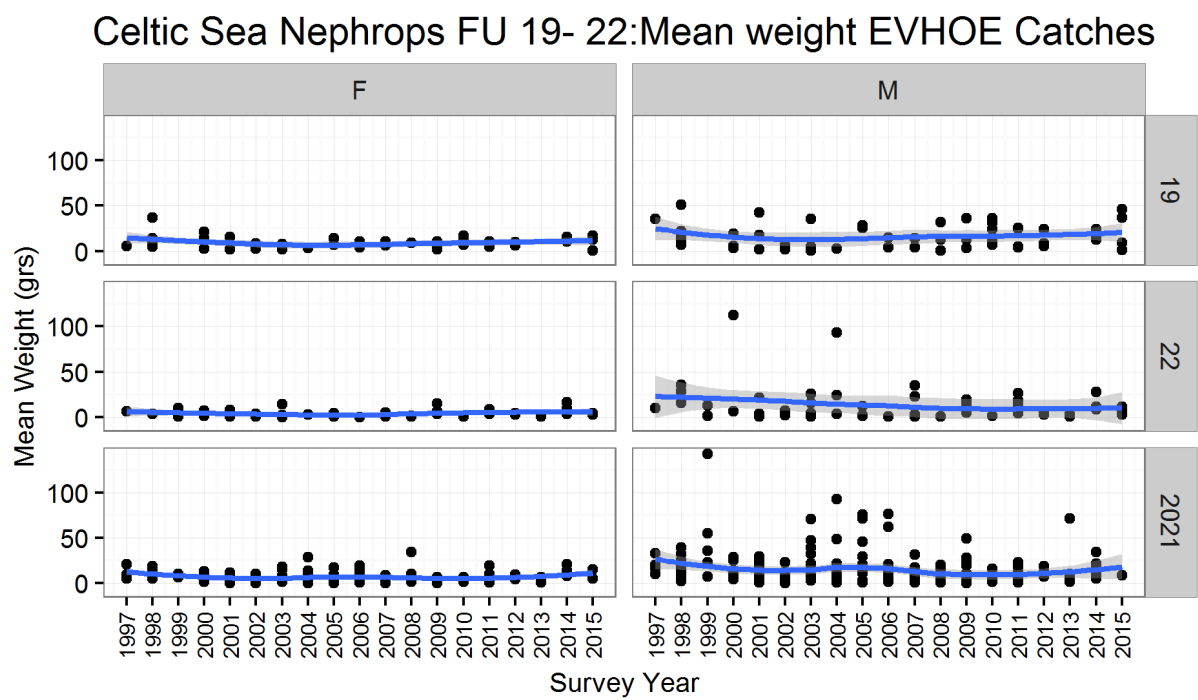 Celtic Sea Nephrops FU 19- 22:Mean weight EVHOE Catches
F M
Mean Weight (grs)
100
50
0
19
100
50
0
22
100
50
0
2021
1997 1998 1999 2000 2001 2002 2003 2004 2005 2006 2007 2008 2009 2010 2011 2012 2013 2014 2015
1997 1998 1999 2000 2001 2002 2003 2004 2005 2006 2007 2008 2009 2010 2011 2012 2013 2014 2015
Survey Year